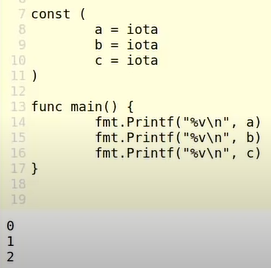 7 const (
8 a = iota
9 b = iota
10 c = iota
11 )
12
13 func main() {
14 fmt.Printf("%v\n", a)
15 fmt.Printf("%v\n", b)
16 fmt.Printf("%v\n", c)
17 }
18
19
0
1
2